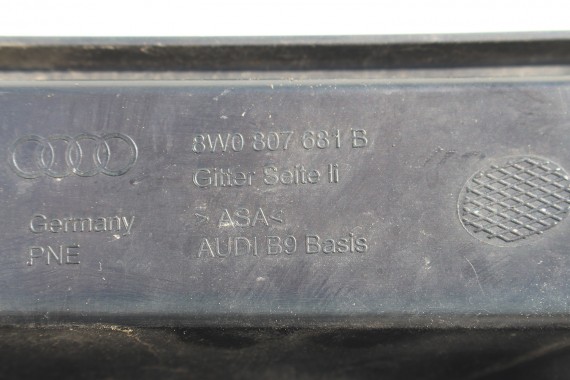 8W0 807 681 B
Gitter Seite li
Germany >ASA<
PNE AUDI B9 Basis